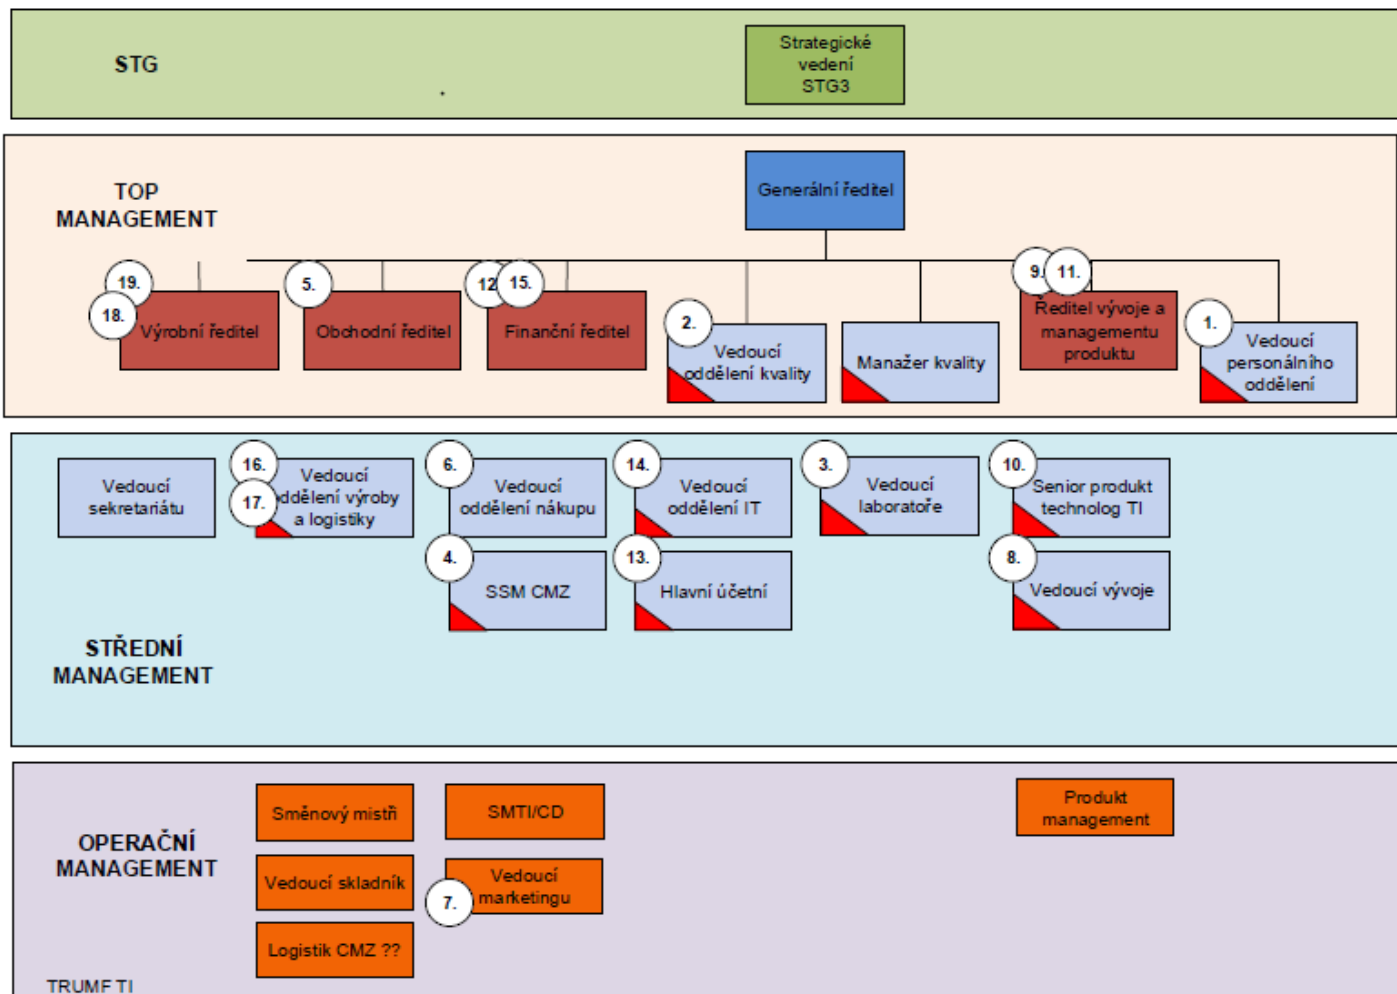 STG
Strategické
vedení
STG3
TOP
MANAGEMENT
Generální ředitel
19.
18.
Výrobní ředitel
5.
Obchodní ředitel
12
15.
Finanční ředitel
2.
Vedoucí
oddělení kvality
Manažer kvality
9.
11.
Ředitel vývoje a
managementu
produktu
1.
Vedoucí
personálního
oddělení
STŘEDNÍ
MANAGEMENT
Vedoucí
sekretariátu
16.
17.
Vedoucí
oddělení výroby
a logistiky
6.
Vedoucí
oddělení nákupu
14.
Vedoucí
oddělení IT
3.
Vedoucí
laboratoře
10.
Senior produkt
technolog TI
4.
SSM CMZ
13.
Hlavní účetní
8.
Vedoucí vývoje
OPERAČNÍ
MANAGEMENT
Směnový mistři
SMTI/CD
Produkt
management
Vedoucí skladník
7.
Vedoucí
marketingu
Logistik CMZ ??
TRUMF TI